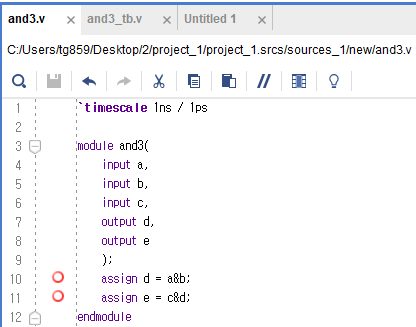 and3.v × and3_tb.v × Untitled 1 ×
C:/Users/tg859/Desktop/2/project_1/project_1.srcs/sources_1/new/and3.v
1 `timescale 1ns / 1ps
2
3 module and3(
4 input a,
5 input b,
6 input c,
7 output d,
8 output e
9 );
10 assign d = a&b;
11 assign e = c&d;
12 endmodule